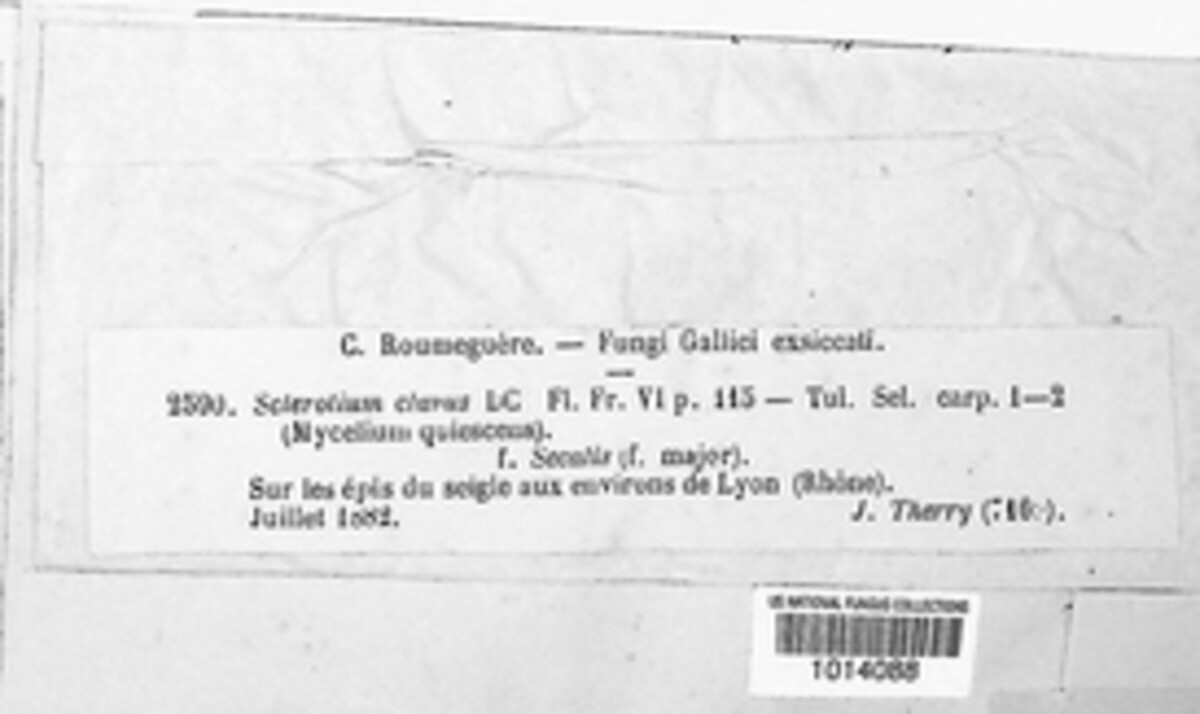 C. Roumeguère. — Fungi Gallici exsiccati.
—
2590. Sclerotium clavus DC Fl. Fr. VI p. 115 — Tul. Sel. carp. 1—2
(Mycelium quiescens).
f. Secalis (f. major).
Sur les épis du seigle aux environs de Lyon (Rhône).
Juillet 1882. J. Therry
US NATIONAL FUNGUS COLLECTIONS
1014088